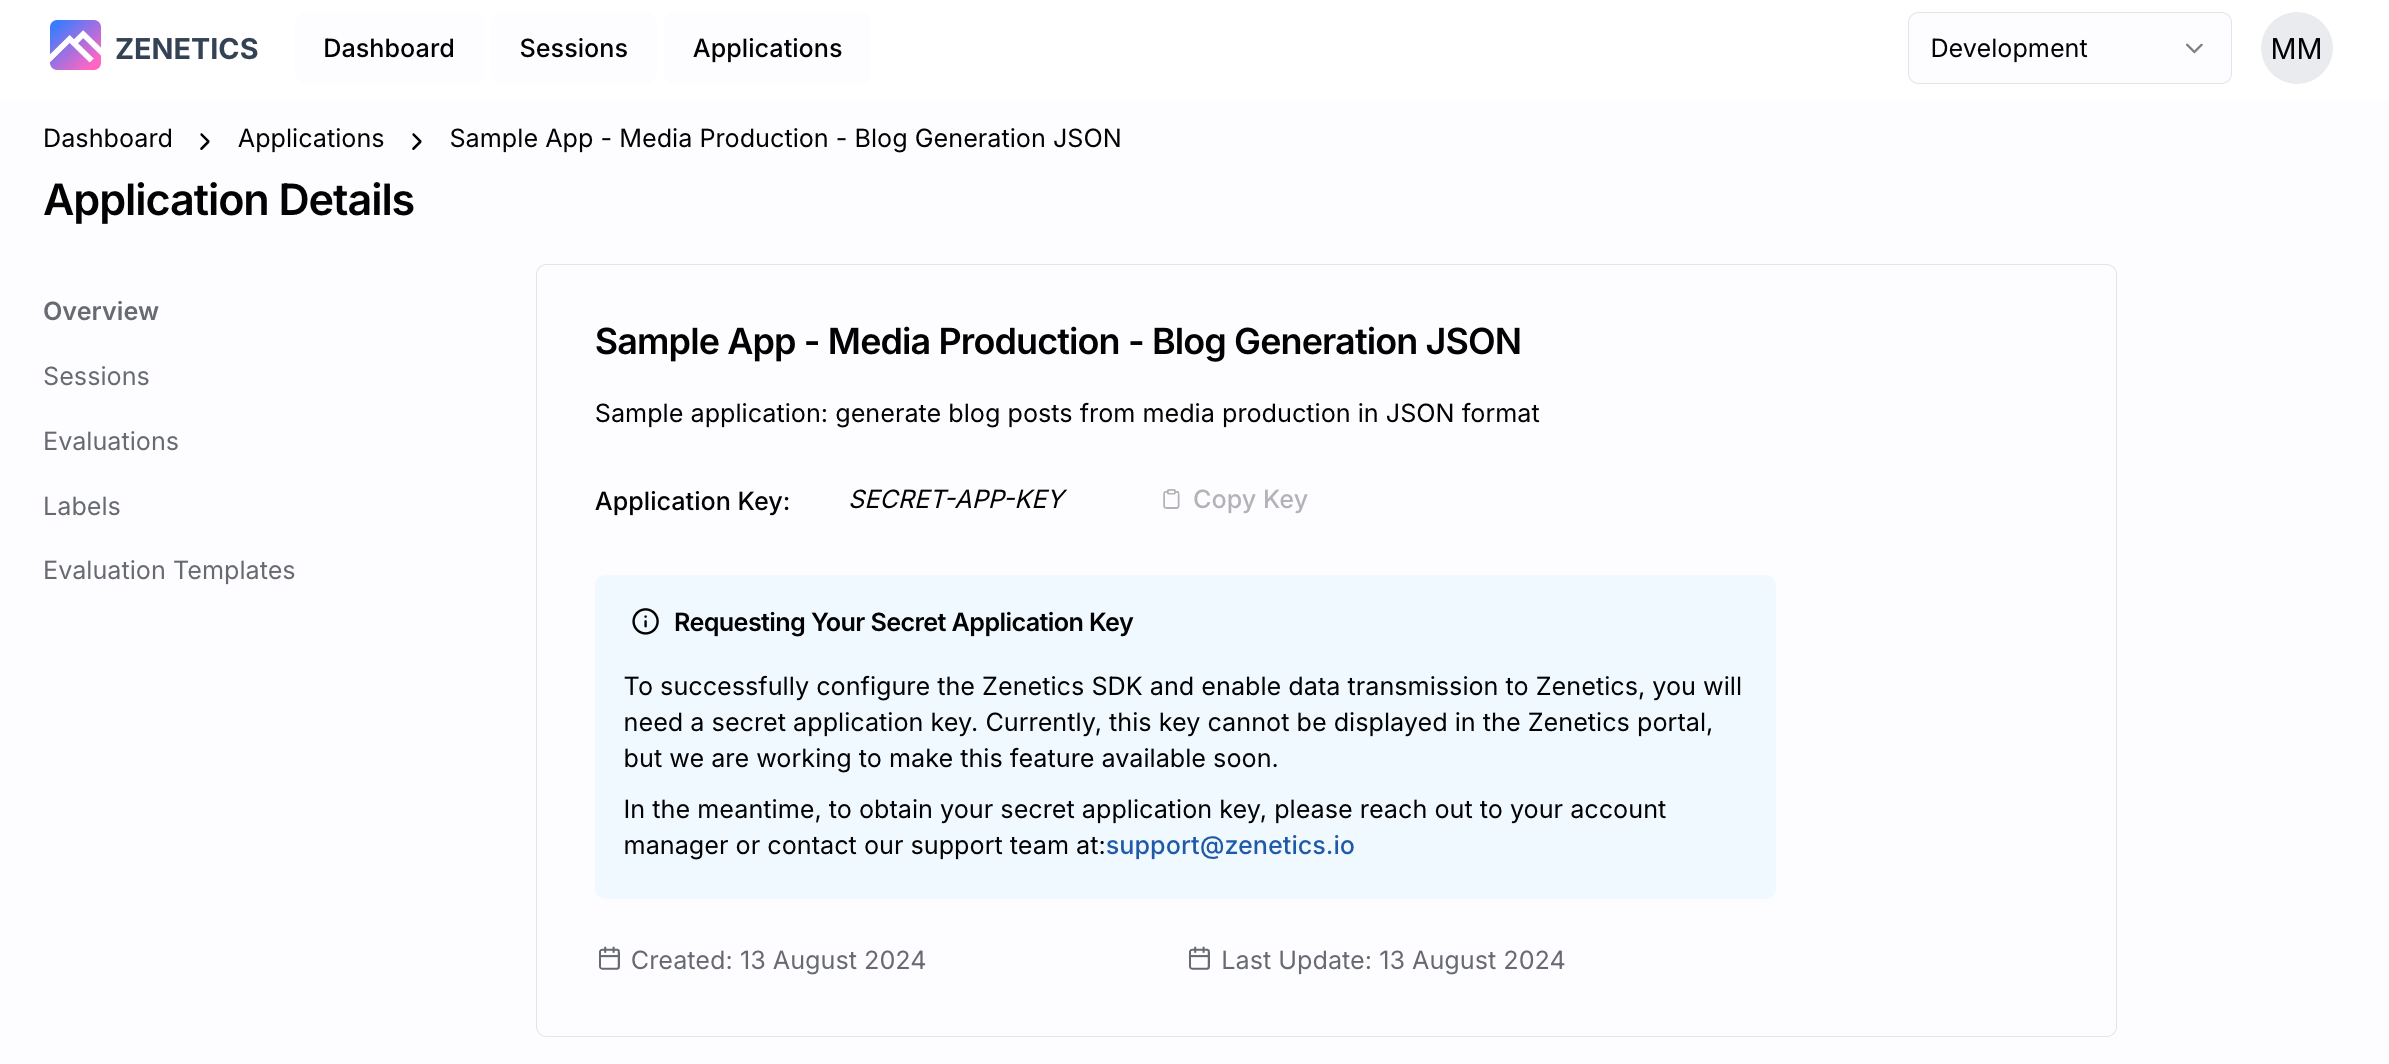 ZENETICS
Dashboard
Sessions
Applications
Development
MM
Dashboard
Applications
Sample App - Media Production - Blog Generation JSON
Application Details
Overview
Sessions
Evaluations
Labels
Evaluation Templates
Sample App - Media Production - Blog Generation JSON
Sample application: generate blog posts from media production in JSON format
Application Key:
SECRET-APP-KEY
Copy Key
Requesting Your Secret Application Key
To successfully configure the Zenetics SDK and enable data transmission to Zenetics, you will
need a secret application key. Currently, this key cannot be displayed in the Zenetics portal,
but we are working to make this feature available soon.
In the meantime, to obtain your secret application key, please reach out to your account
manager or contact our support team at:support@zenetics.io
Created: 13 August 2024
Last Update: 13 August 2024